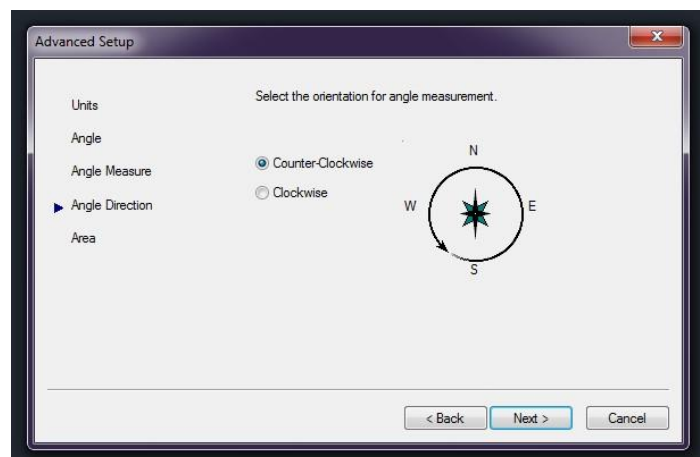 Advanced Setup
Units
Angle
Angle Measure
Angle Direction
Area
Select the orientation for angle measurement.
Counter-Clockwise
Clockwise
N
W
E
S
< Back
Next >
Cancel